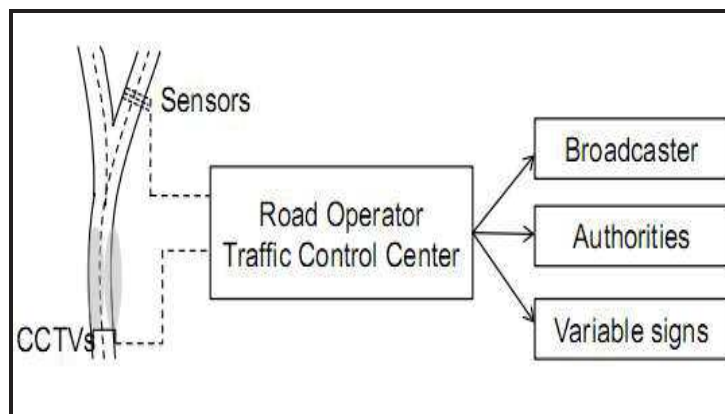 Sensors
CCTVs
Road Operator
Traffic Control Center
Broadcaster
Authorities
Variable signs